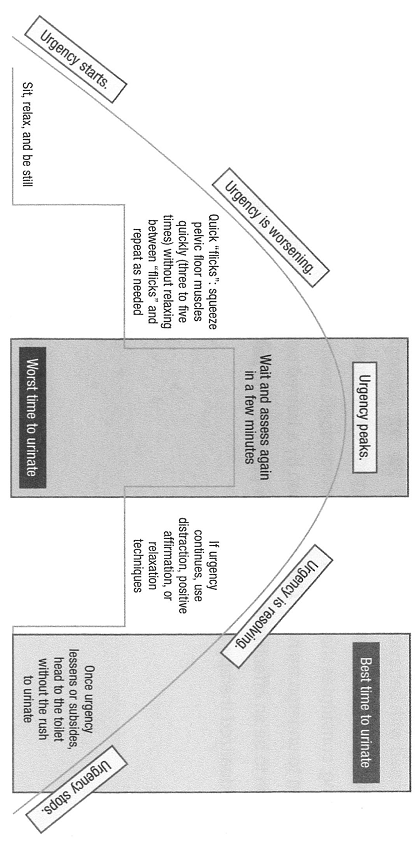 Urgency starts.
Sit, relax, and be still
Urgency is worsening.
Quick “flicks”: squeeze
pelvic floor muscles
quickly (three to five
times) without relaxing
between “flicks” and
repeat as needed
Urgency peaks.
Wait and assess again
in a few minutes
Worst time to urinate
Urgency is resolving.
If urgency
continues, use
distraction, positive
affirmation, or
relaxation
techniques
Best time to urinate
Once urgency
lessens or subsides,
head to the toilet
without the rush
to urinate
Urgency stops.